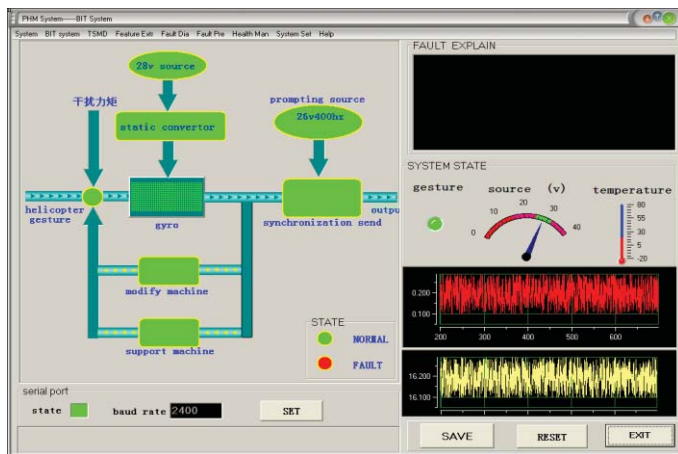 PHM System——BIT System
System BIT system TSMD Feature Extr Fault Dia Fault Pre Health Man System Set Help
28v source
干扰力矩
static convertor
prompting source
26v400hz
helicopter
gesture
gyro
synchronization send
outpu
modify machine
support machine
STATE
NORMAL
FAULT
serial port
state baud rate 2400 SET
FAULT EXPLAIN
SYSTEM STATE
gesture source (v) temperature
0 10 20 30 40
80
55
30
5
-20
0.200
0.100
200 300 400 500 600
16.200
16.100
SAVE RESET EXIT